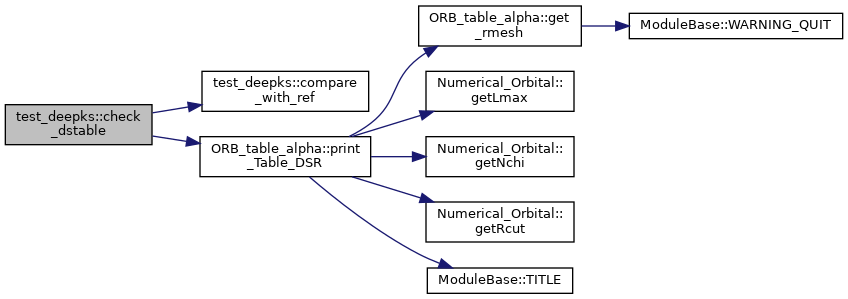 test_deepks::check
_dstable
test_deepks::compare
_with_ref
ORB_table_alpha::print
_Table_DSR
ORB_table_alpha::get
_rmesh
Numerical_Orbital::
getLmax
Numerical_Orbital::
getNchi
Numerical_Orbital::
getRcut
ModuleBase::TITLE
ModuleBase::WARNING_QUIT